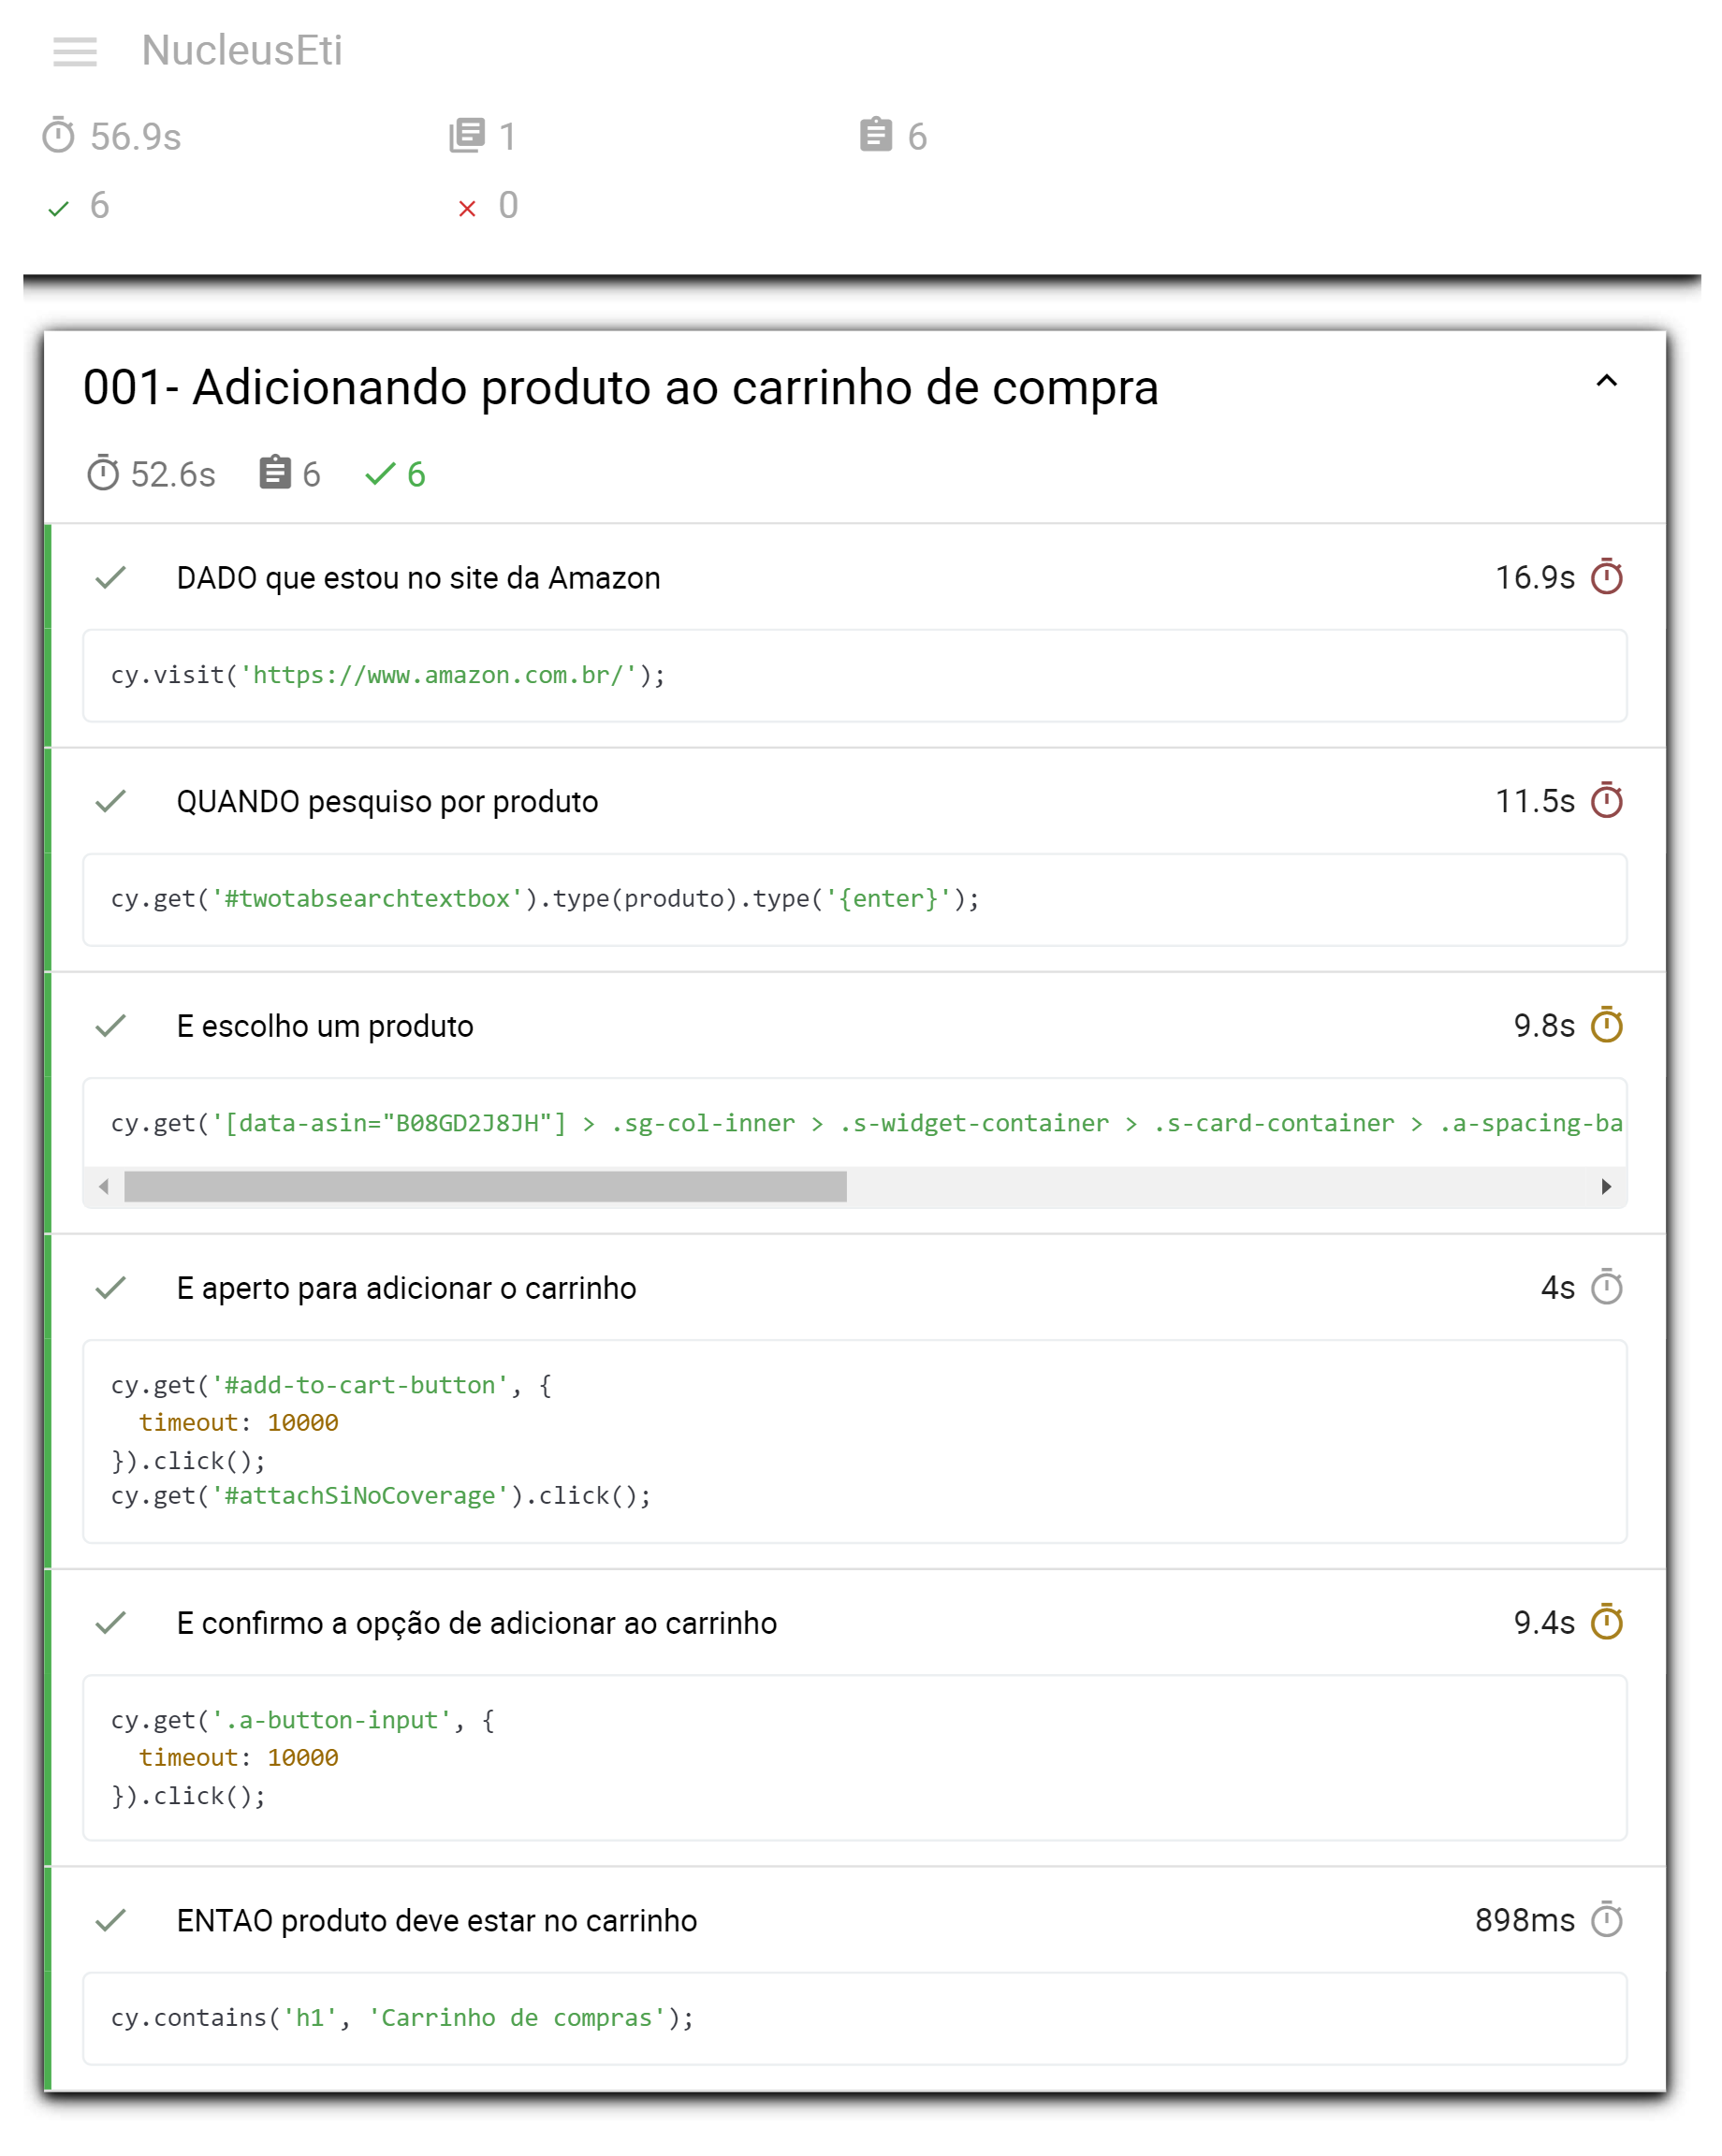 NucleusEti
56.9s 1 6
6 0
001- Adicionando produto ao carrinho de compra
52.6s 6 6
DADO que estou no site da Amazon 16.9s
cy.visit('https://www.amazon.com.br/');
QUANDO pesquiso por produto 11.5s
cy.get('#twotabsearchtextbox').type(produto).type('{enter}');
E escolho um produto 9.8s
cy.get('[data-asin="B08GD2J8JH"] > .sg-col-inner > .s-widget-container > .s-card-container > .a-spacing-ba
E aperto para adicionar o carrinho 4s
cy.get('#add-to-cart-button', {
timeout: 10000
}).click();
cy.get('#attachSiNoCoverage').click();
E confirmo a opção de adicionar ao carrinho 9.4s
cy.get('.a-button-input', {
timeout: 10000
}).click();
ENTAO produto deve estar no carrinho 898ms
cy.contains('h1', 'Carrinho de compras');